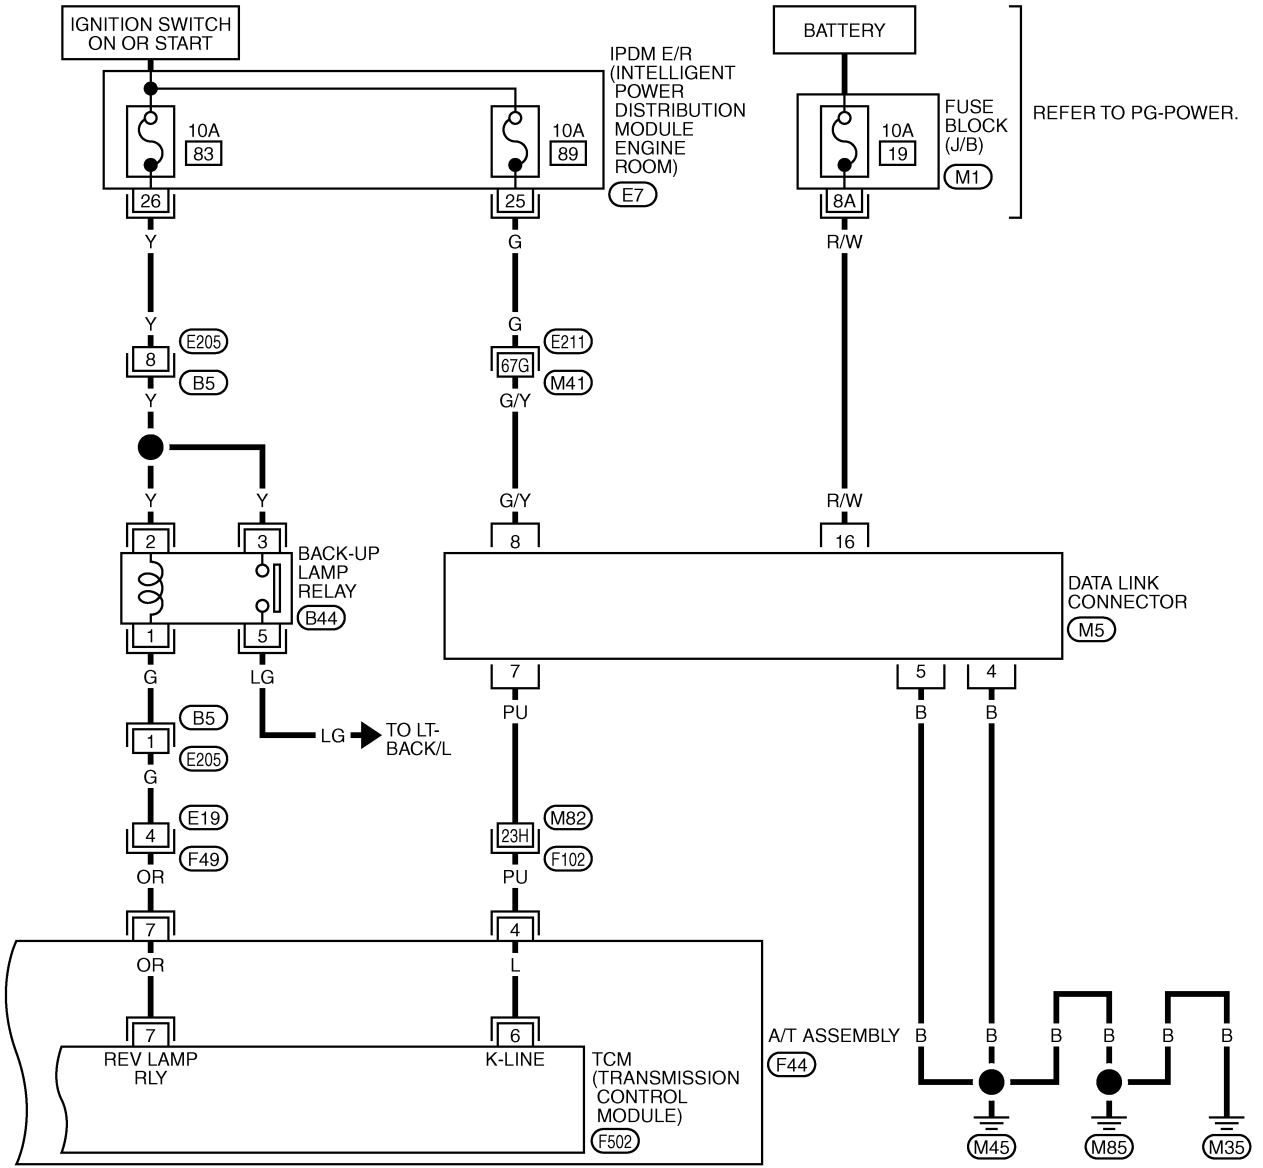 IGNITION SWITCH
ON OR START
BATTERY
IPDM E/R
(INTELLIGENT
POWER
DISTRIBUTION
MODULE
ENGINE
ROOM)
E7
10A
83
10A
89
10A
19
FUSE
BLOCK
(J/B)
M1
REFER TO PG-POWER.
26
25
8A
Y
G
R/W
Y
G
E205
E211
8
67G
B5
M41
Y
G/Y
Y
Y
G/Y
R/W
2
3
8
16
BACK-UP
LAMP
RELAY
B44
DATA LINK
CONNECTOR
M5
1
5
7
5
4
G
LG
PU
B
B
B5
1
E205
LG
TO LT-
BACK/L
G
E19
M82
4
23H
F49
F102
OR
PU
7
4
OR
L
7
6
A/T ASSEMBLY
F44
B
B
B
B
B
B
REV LAMP
RLY
K-LINE
TCM
(TRANSMISSION
CONTROL
MODULE)
F502
M45
M85
M35